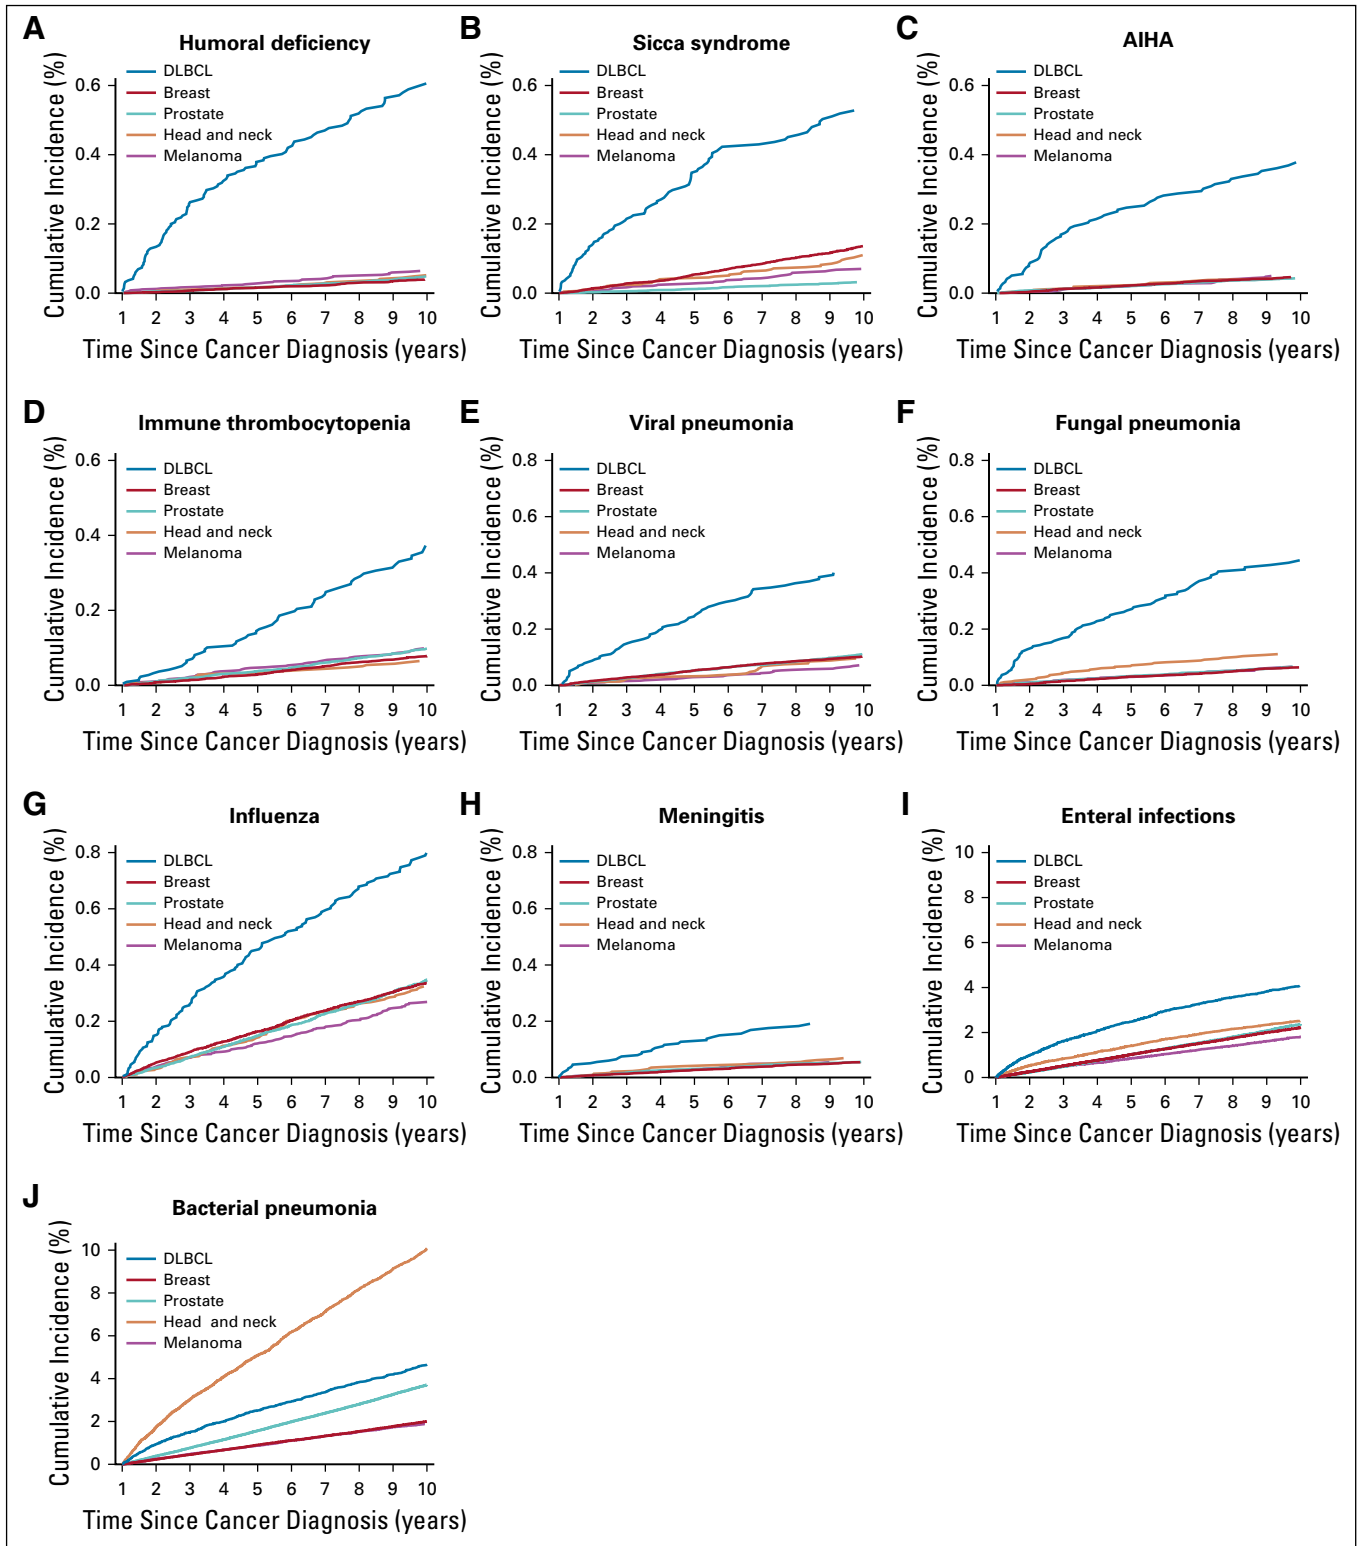 A
Humoral deficiency
Cumulative Incidence (%)
0.6
0.4
0.2
0.0
DLBCL
Breast
Prostate
Head and neck
Melanoma
1 2 3 4 5 6 7 8 9 10
Time Since Cancer Diagnosis (years)
B
Sicca syndrome
Cumulative Incidence (%)
0.6
0.4
0.2
0.0
DLBCL
Breast
Prostate
Head and neck
Melanoma
1 2 3 4 5 6 7 8 9 10
Time Since Cancer Diagnosis (years)
C
AIHA
Cumulative Incidence (%)
0.6
0.4
0.2
0.0
DLBCL
Breast
Prostate
Head and neck
Melanoma
1 2 3 4 5 6 7 8 9 10
Time Since Cancer Diagnosis (years)
D
Immune thrombocytopenia
Cumulative Incidence (%)
0.6
0.4
0.2
0.0
DLBCL
Breast
Prostate
Head and neck
Melanoma
1 2 3 4 5 6 7 8 9 10
Time Since Cancer Diagnosis (years)
E
Viral pneumonia
Cumulative Incidence (%)
0.8
0.6
0.4
0.2
0.0
DLBCL
Breast
Prostate
Head and neck
Melanoma
1 2 3 4 5 6 7 8 9 10
Time Since Cancer Diagnosis (years)
F
Fungal pneumonia
Cumulative Incidence (%)
0.8
0.6
0.4
0.2
0.0
DLBCL
Breast
Prostate
Head and neck
Melanoma
1 2 3 4 5 6 7 8 9 10
Time Since Cancer Diagnosis (years)
G
Influenza
Cumulative Incidence (%)
0.8
0.6
0.4
0.2
0.0
DLBCL
Breast
Prostate
Head and neck
Melanoma
1 2 3 4 5 6 7 8 9 10
Time Since Cancer Diagnosis (years)
H
Meningitis
Cumulative Incidence (%)
0.8
0.6
0.4
0.2
0.0
DLBCL
Breast
Prostate
Head and neck
Melanoma
1 2 3 4 5 6 7 8 9 10
Time Since Cancer Diagnosis (years)
I
Enteral infections
Cumulative Incidence (%)
10
8
6
4
2
0
DLBCL
Breast
Prostate
Head and neck
Melanoma
1 2 3 4 5 6 7 8 9 10
Time Since Cancer Diagnosis (years)
J
Bacterial pneumonia
Cumulative Incidence (%)
10
8
6
4
2
0
DLBCL
Breast
Prostate
Head and neck
Melanoma
1 2 3 4 5 6 7 8 9 10
Time Since Cancer Diagnosis (years)